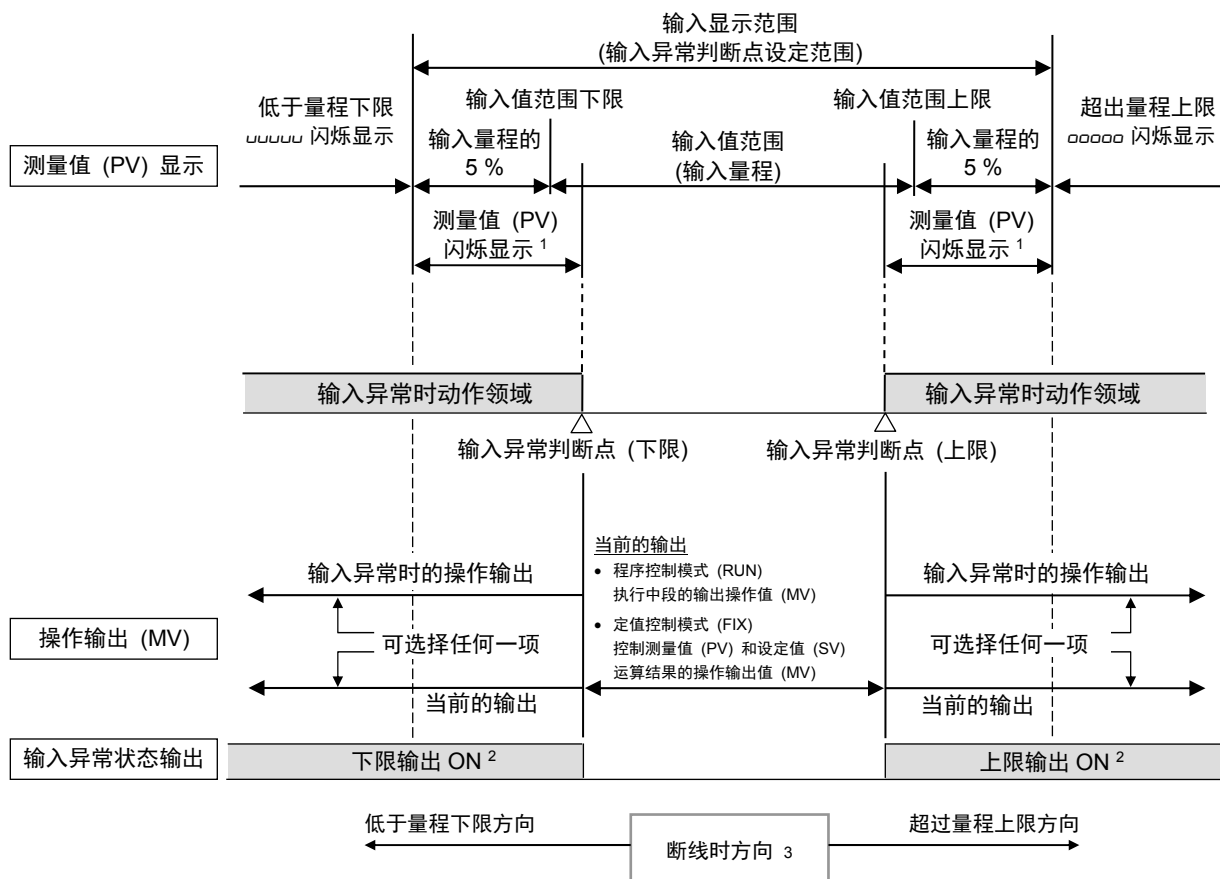 输入显示范围
(输入异常判断点设定范围)
低于量程下限
闪烁显示
输入值范围下限
输入值范围上限
超出量程上限
闪烁显示
测量值 (PV) 显示
输入量程的
5 %
输入值范围
(输入量程)
输入量程的
5 %
测量值 (PV)
闪烁显示 1
测量值 (PV)
闪烁显示 1
输入异常时动作领域
输入异常时动作领域
输入异常判断点 (下限)
输入异常判断点 (上限)
当前的输出
• 程序控制模式 (RUN)
执行中段的输出操作值 (MV)
• 定值控制模式 (FIX)
控制测量值 (PV) 和设定值 (SV)
运算结果的操作输出值 (MV)
输入异常时的操作输出
输入异常时的操作输出
操作输出 (MV)
可选择任何一项
可选择任何一项
当前的输出
当前的输出
输入异常状态输出
下限输出 ON 2
上限输出 ON 2
低于量程下限方向
断线时方向 3
超过量程上限方向